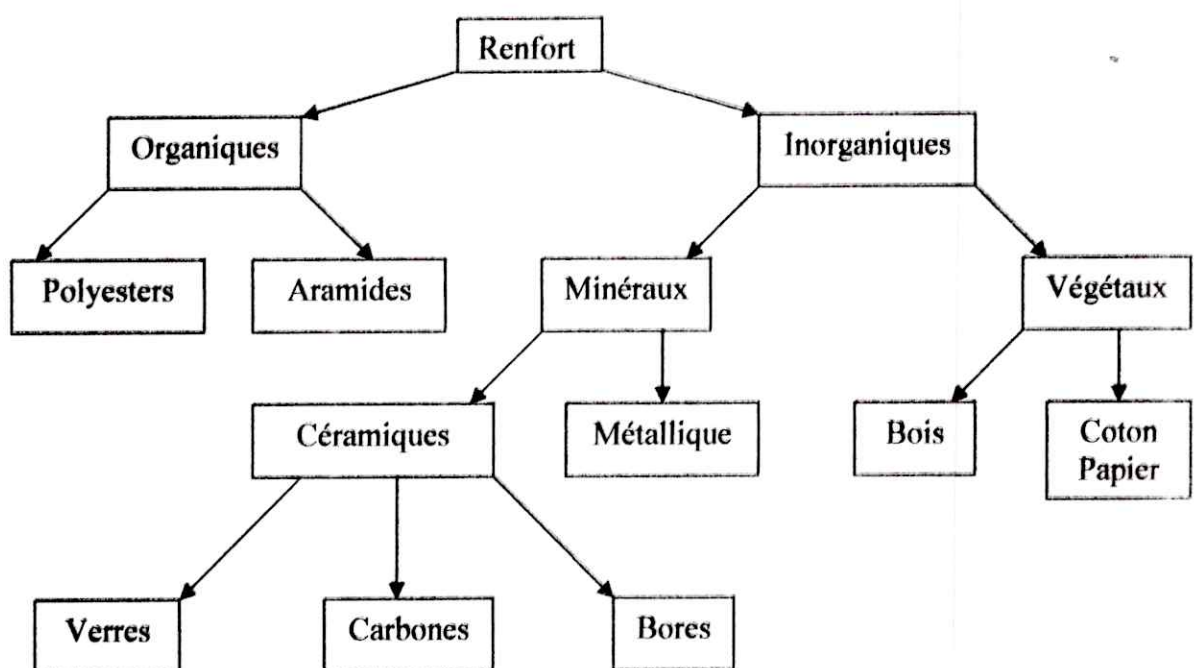 Renfort
Organiques
Inorganiques
Polyesters
Aramides
Minéraux
Végétaux
Céramiques
Métallique
Bois
Coton
Papier
Verres
Carbones
Bores